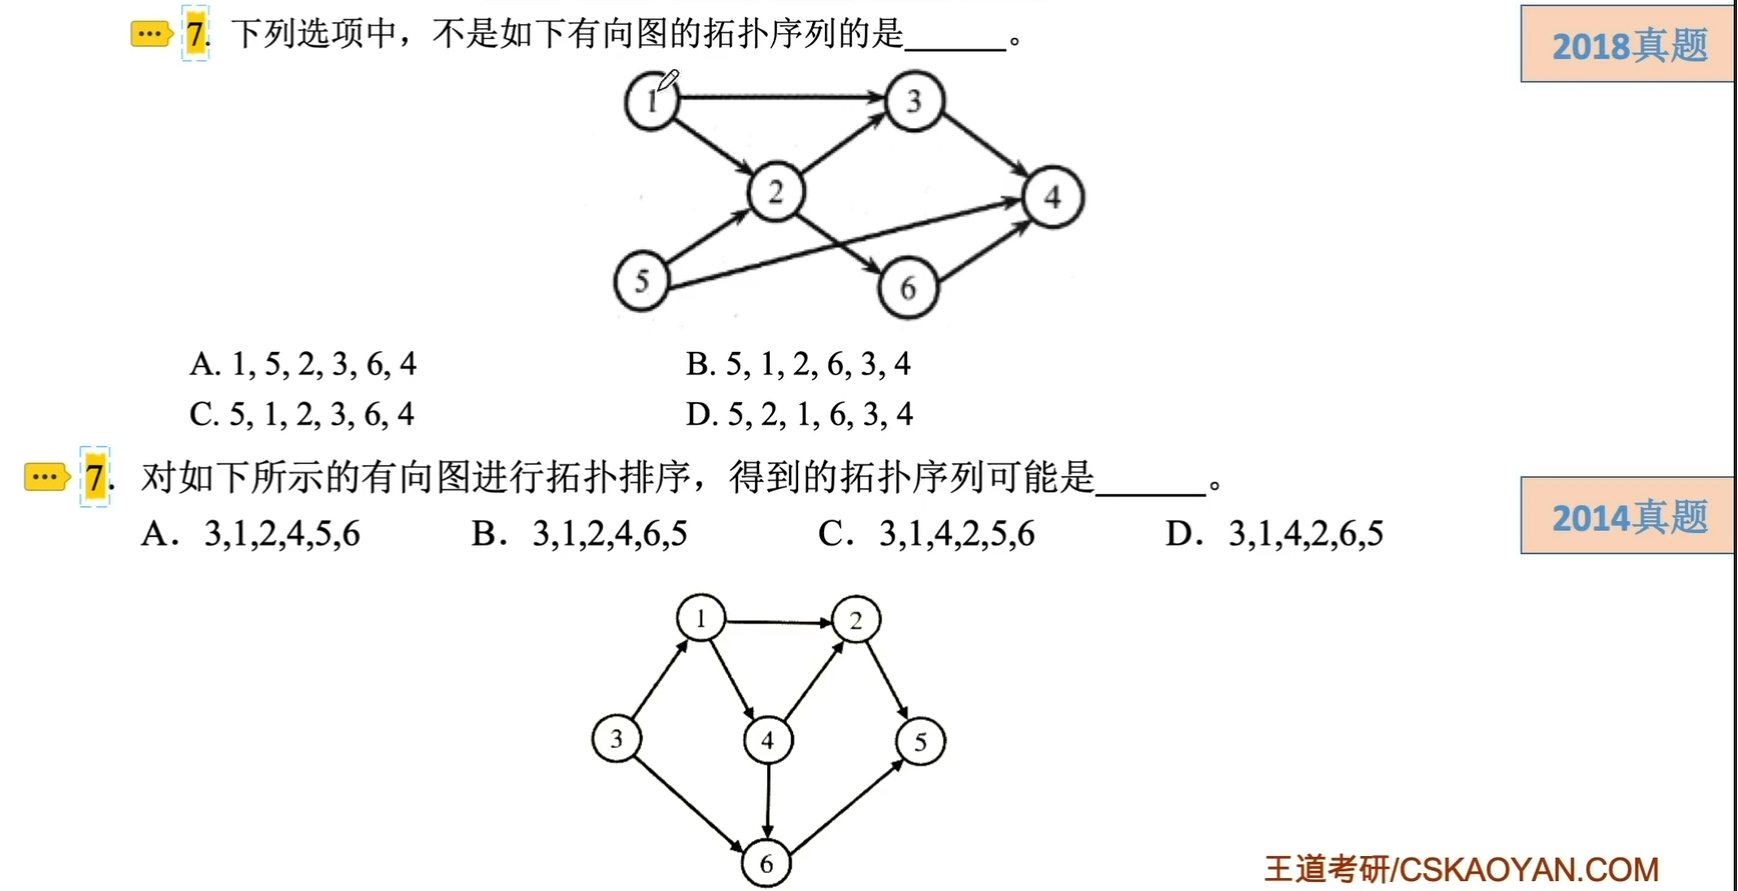 7. 下列选项中，不是如下有向图的拓扑序列的是______。
2018真题
1
3
2
4
5
6
A. 1, 5, 2, 3, 6, 4
B. 5, 1, 2, 6, 3, 4
C. 5, 1, 2, 3, 6, 4
D. 5, 2, 1, 6, 3, 4
7. 对如下所示的有向图进行拓扑排序，得到的拓扑序列可能是______。
2014真题
A．3,1,2,4,5,6
B．3,1,2,4,6,5
C．3,1,4,2,5,6
D．3,1,4,2,6,5
1
2
3
4
5
6
王道考研/CSKAOYAN.COM